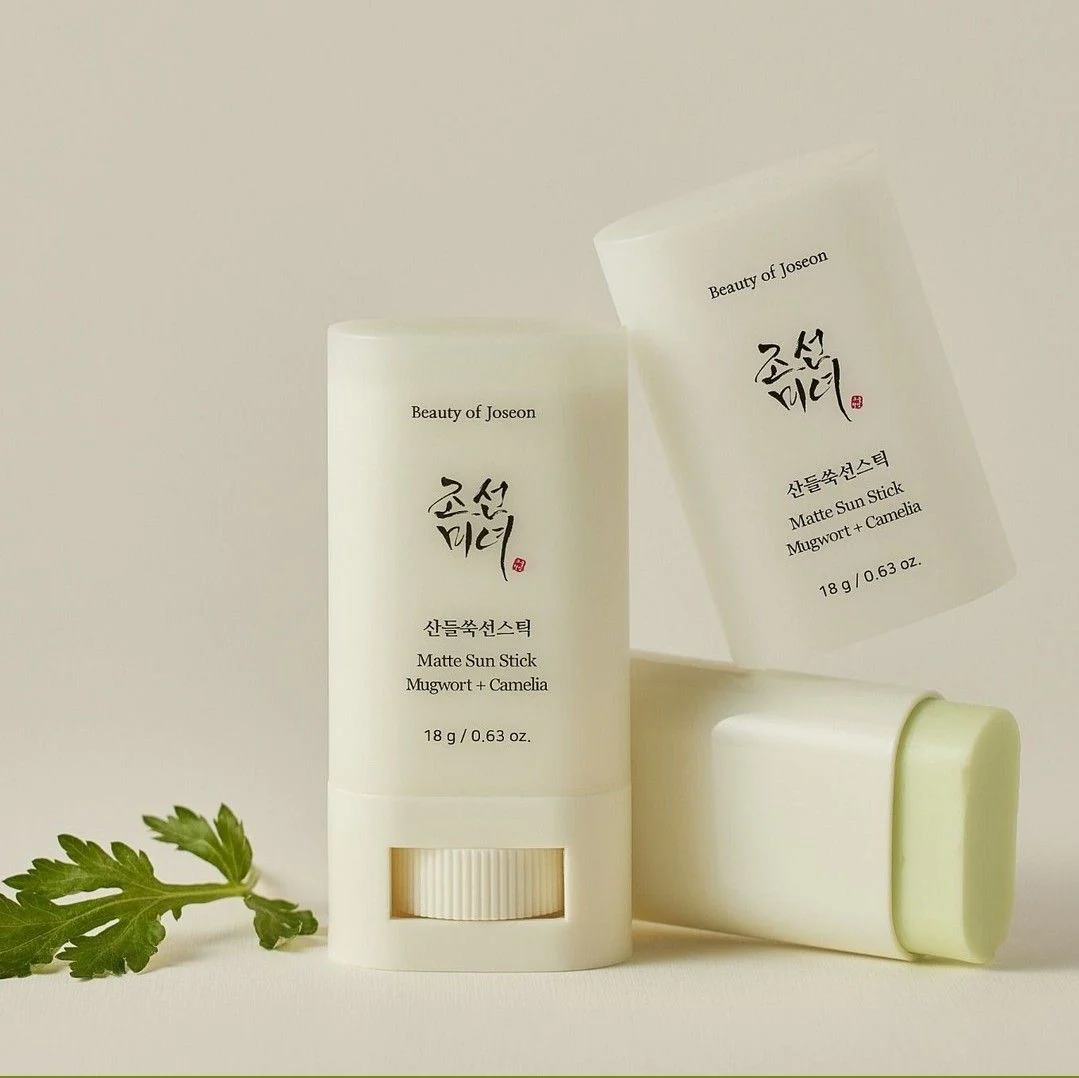 Beauty of Joseon
조선
미녀
산들쑥선스틱
Matte Sun Stick
Mugwort + Camelia
18 g / 0.63 oz.
Beauty of Joseon
조선
미녀
산들쑥선스틱
Matte Sun Stick
Mugwort + Camelia
18 g / 0.63 oz.